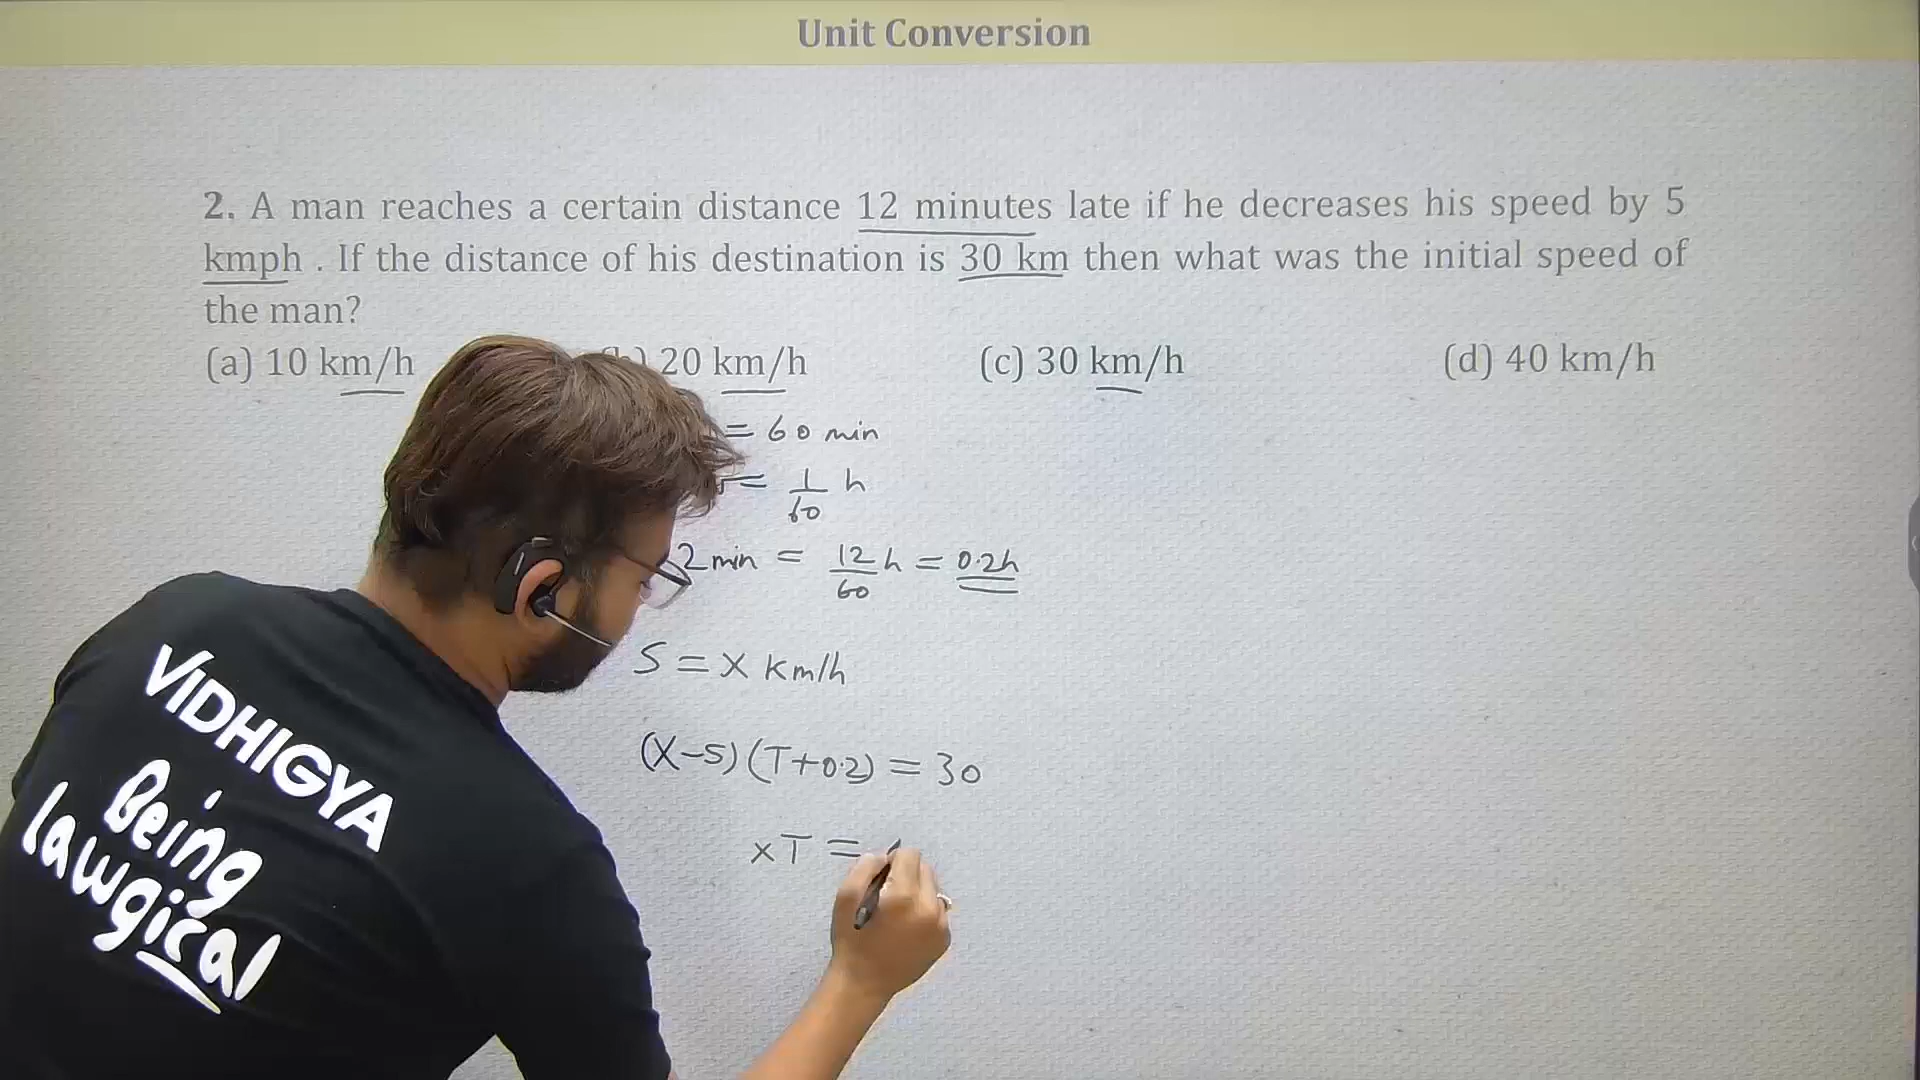 Unit Conversion
2. A man reaches a certain distance 12 minutes late if he decreases his speed by 5
kmph . If the distance of his destination is 30 km then what was the initial speed of
the man?
(a) 10 km/h 20 km/h (c) 30 km/h (d) 40 km/h
= 60 min
= 1/60 h
2 min = 12/60 h = 0.2h
S = x km/h
(x-5)(T+0.2) = 30
xT =
VIDHIGYA
Being
lawgical